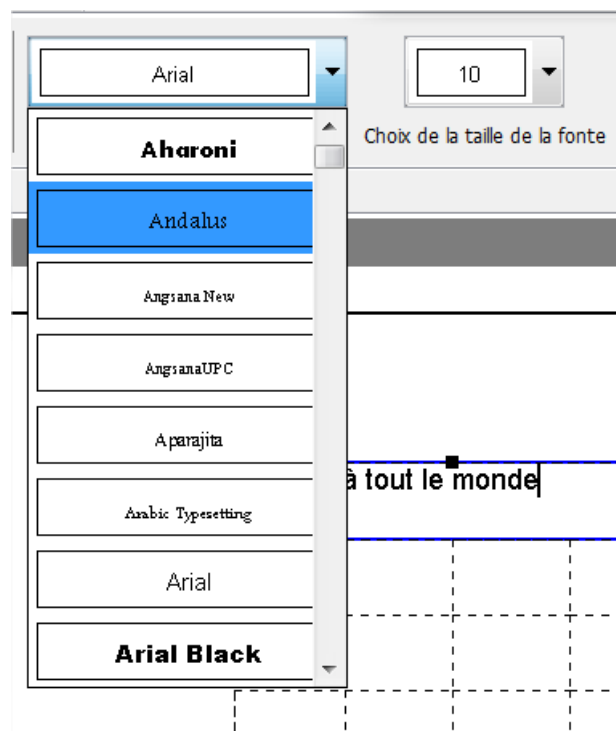 Arial
10
Choix de la taille de la fonte
Aharoni
Andalus
Angsana New
AngsanaUPC
Aparajita
Arabic Typesetting
Arial
Arial Black
à tout le monde